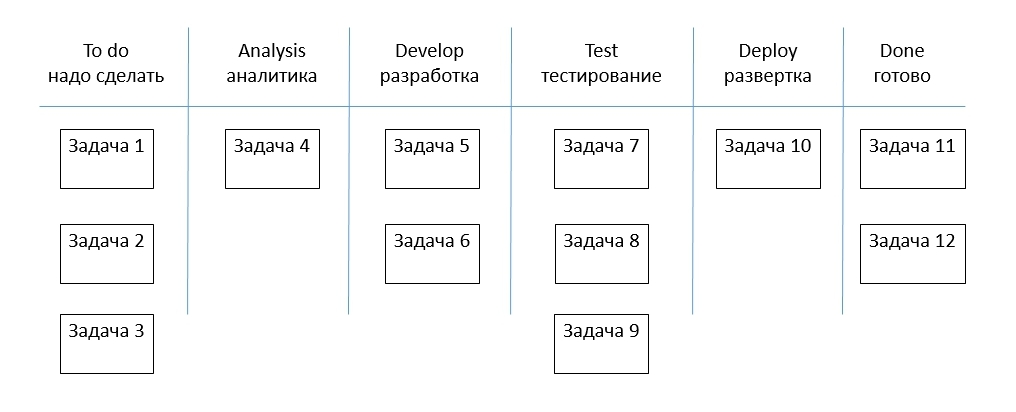 To do
надо сделать
Analysis
аналитика
Develop
разработка
Test
тестирование
Deploy
развертка
Done
готово
Задача 1
Задача 4
Задача 5
Задача 7
Задача 10
Задача 11
Задача 2
Задача 6
Задача 8
Задача 12
Задача 3
Задача 9